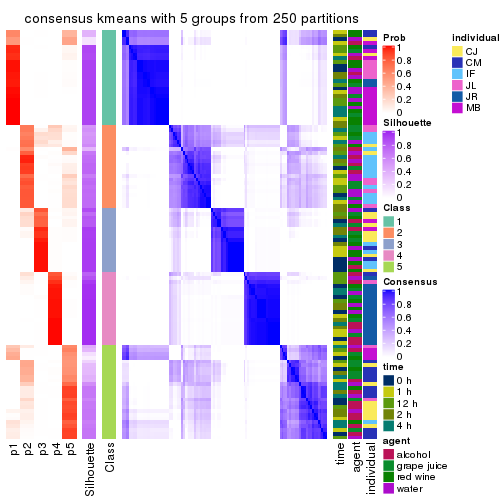 consensus kmeans with 5 groups from 250 partitions
Prob
1
0.8
0.6
0.4
0.2
0
individual
CJ
CM
IF
JL
JR
MB
Silhouette
1
0.8
0.6
0.4
0.2
0
Class
1
2
3
4
5
Consensus
1
0.8
0.6
0.4
0.2
0
time
0 h
1 h
12 h
2 h
4 h
agent
alcohol
grape juice
red wine
water
p1
p2
p3
p4
p5
Silhouette
Class
time
agent
individual